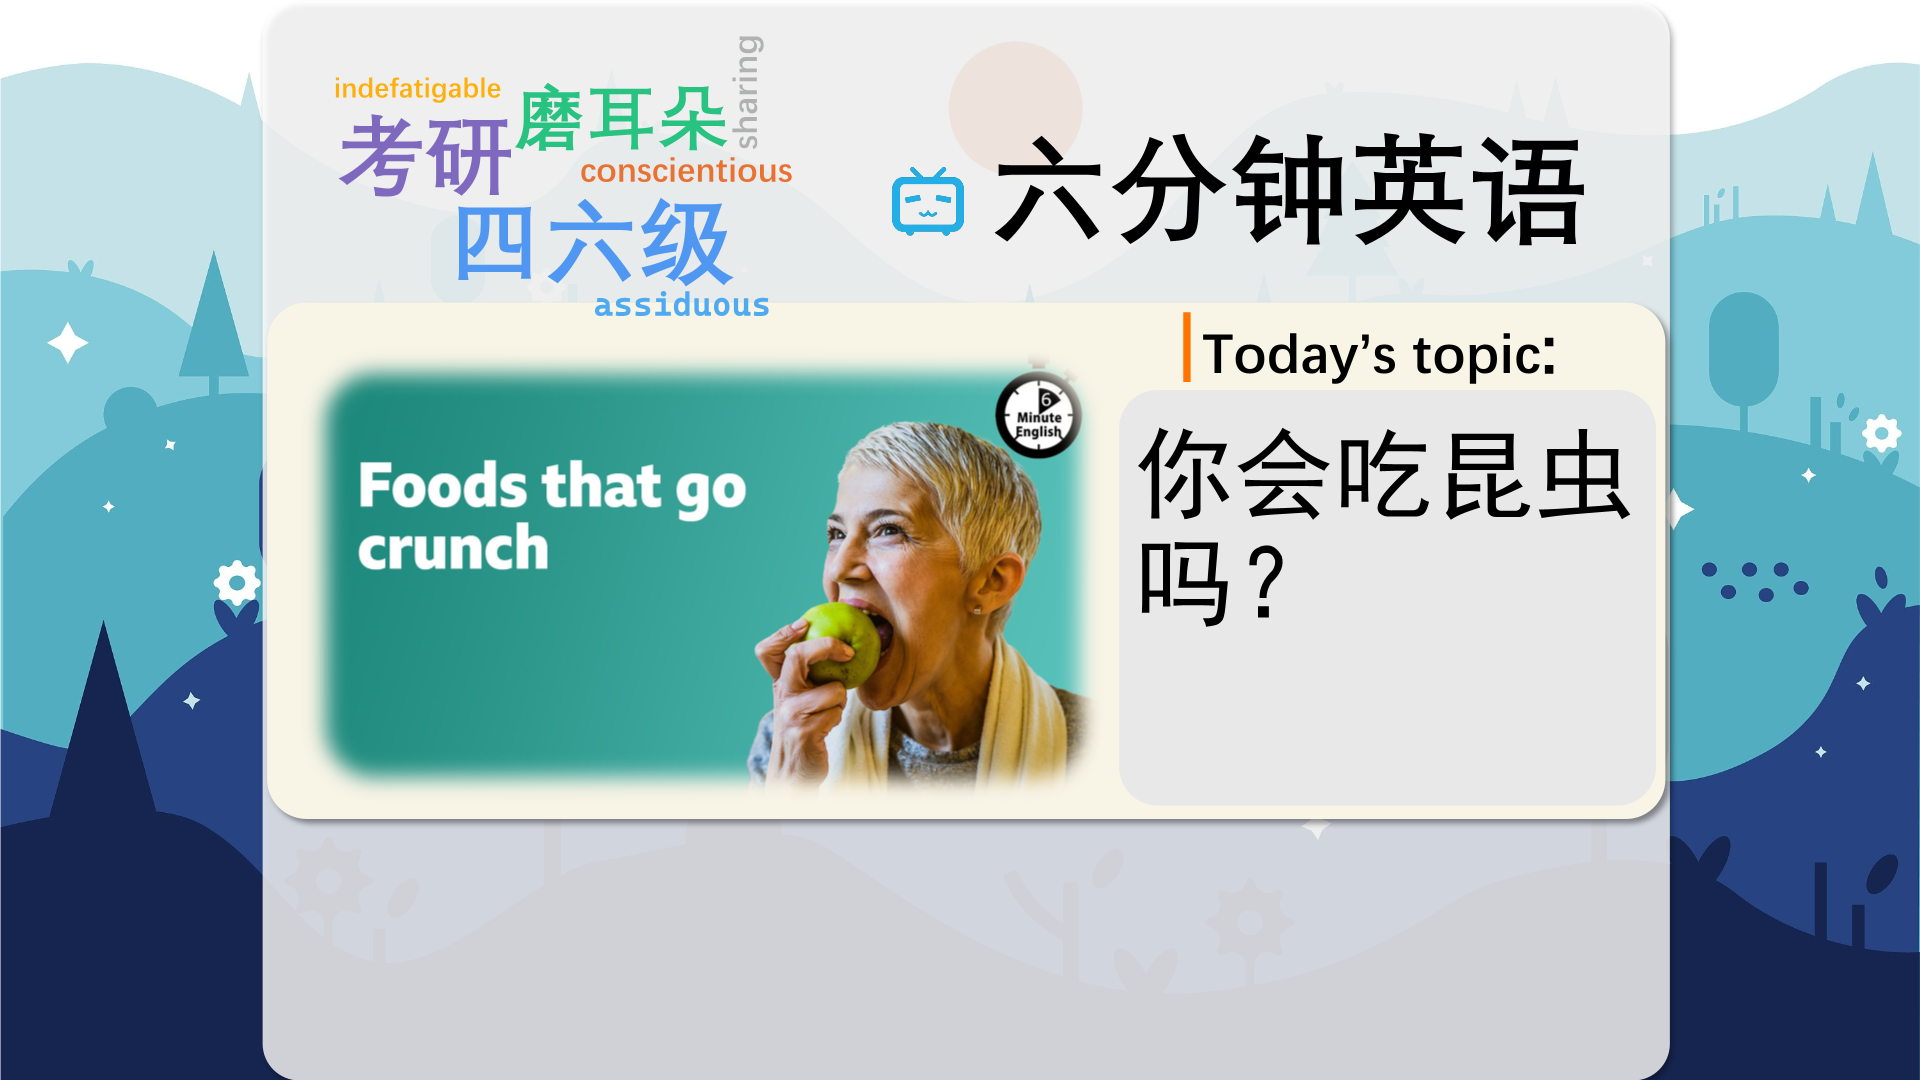 indefatigable
考研
磨耳朵
sharing
conscientious
四六级
assiduous
六分钟英语
Today’s topic:
你会吃昆虫
吗？
Foods that go
crunch
6
Minute
English